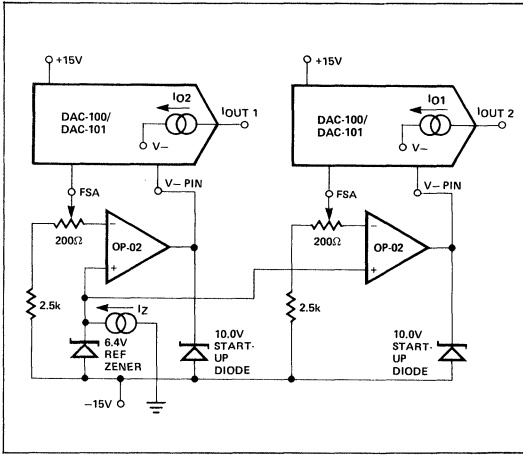 +15V
DAC-100/
DAC-101
IO2
V–
IOUT 1
FSA
V– PIN
200Ω
–
+
OP-02
2.5k
IZ
6.4V
REF
ZENER
10.0V
START-
UP
DIODE
–15V
+15V
DAC-100/
DAC-101
IO1
V–
IOUT 2
FSA
V– PIN
200Ω
–
+
OP-02
2.5k
10.0V
START-
UP
DIODE